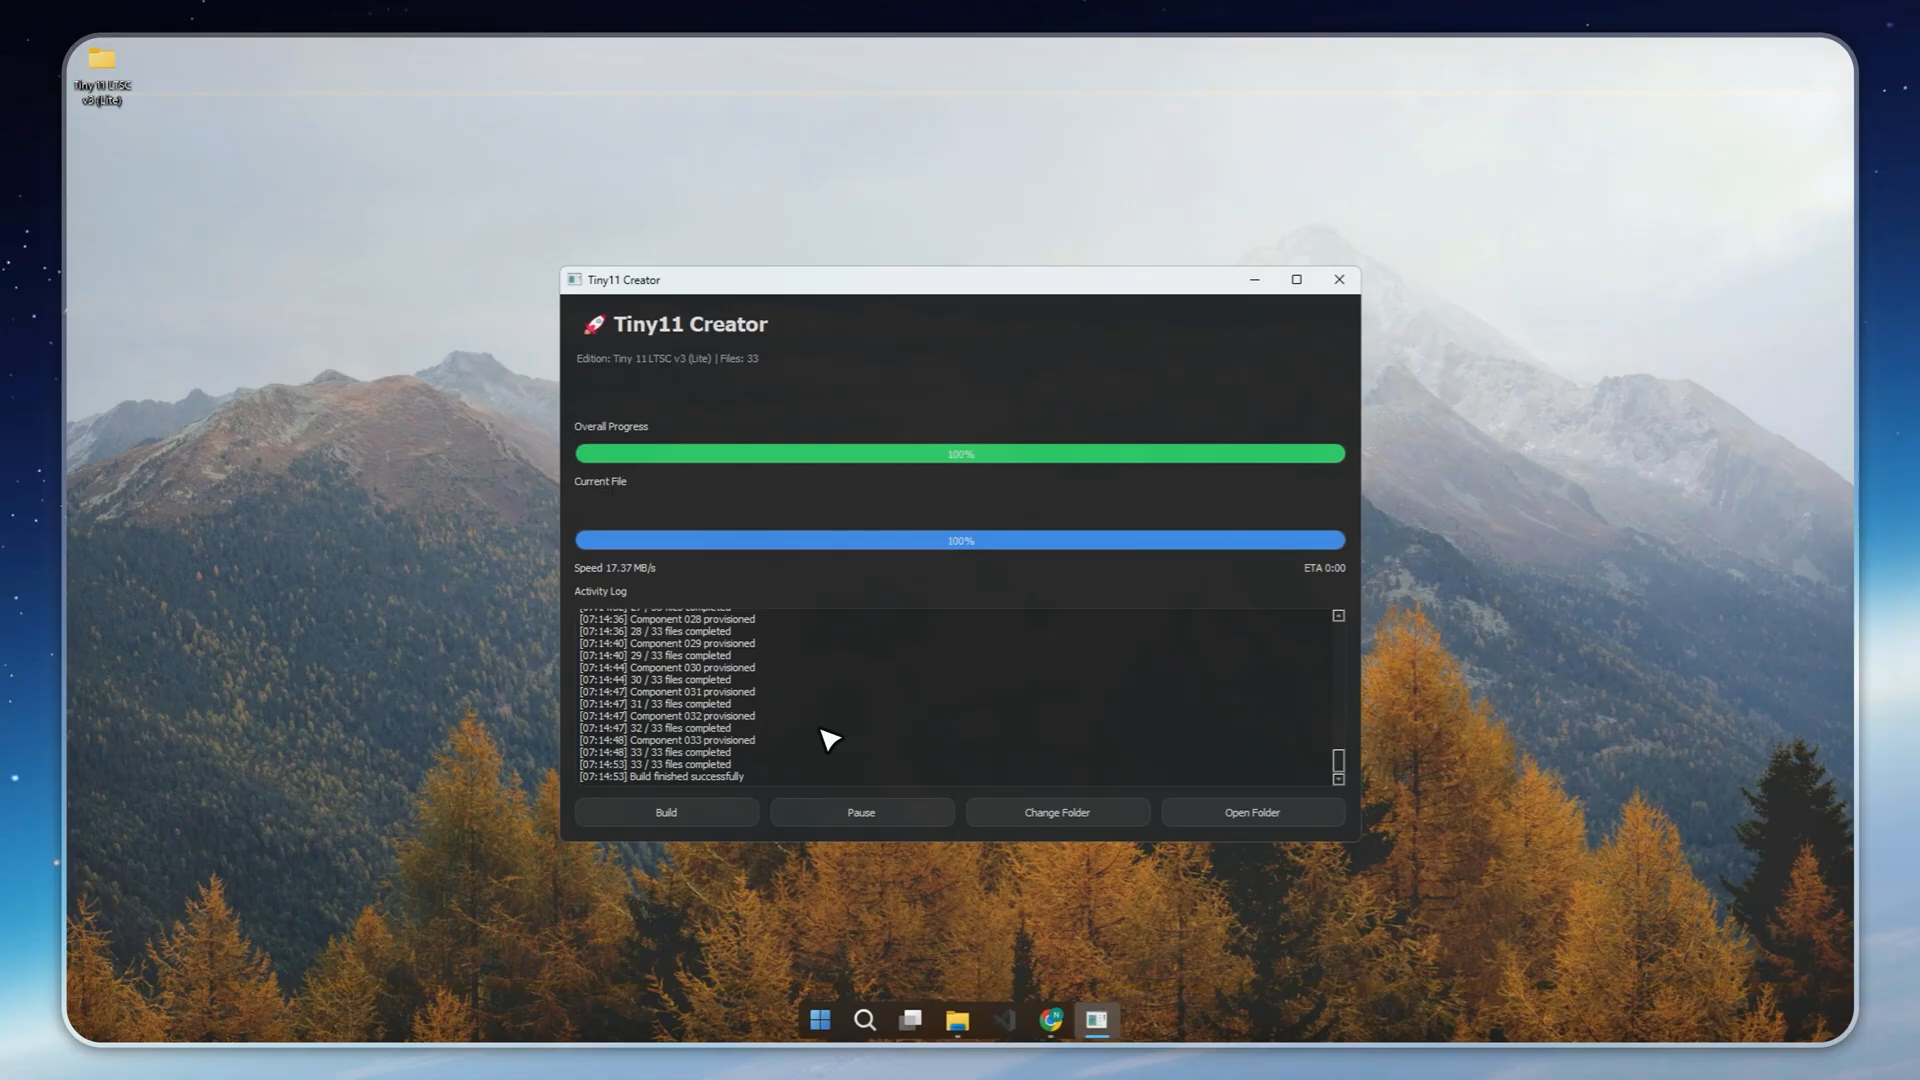 Tiny 11 LTSC
v3 (Lite)
Tiny11 Creator
🚀 Tiny11 Creator
Edition: Tiny 11 LTSC v3 (Lite) | Files: 33
Overall Progress
100%
Current File
100%
Speed 17.37 MB/s
ETA 0:00
Activity Log
[07:14:36] Component 028 provisioned
[07:14:36] 28 / 33 files completed
[07:14:40] Component 029 provisioned
[07:14:40] 29 / 33 files completed
[07:14:44] Component 030 provisioned
[07:14:44] 30 / 33 files completed
[07:14:47] Component 031 provisioned
[07:14:47] 31 / 33 files completed
[07:14:47] Component 032 provisioned
[07:14:47] 32 / 33 files completed
[07:14:48] Component 033 provisioned
[07:14:48] 33 / 33 files completed
[07:14:53] 33 / 33 files completed
[07:14:53] Build finished successfully
Build
Pause
Change Folder
Open Folder
N